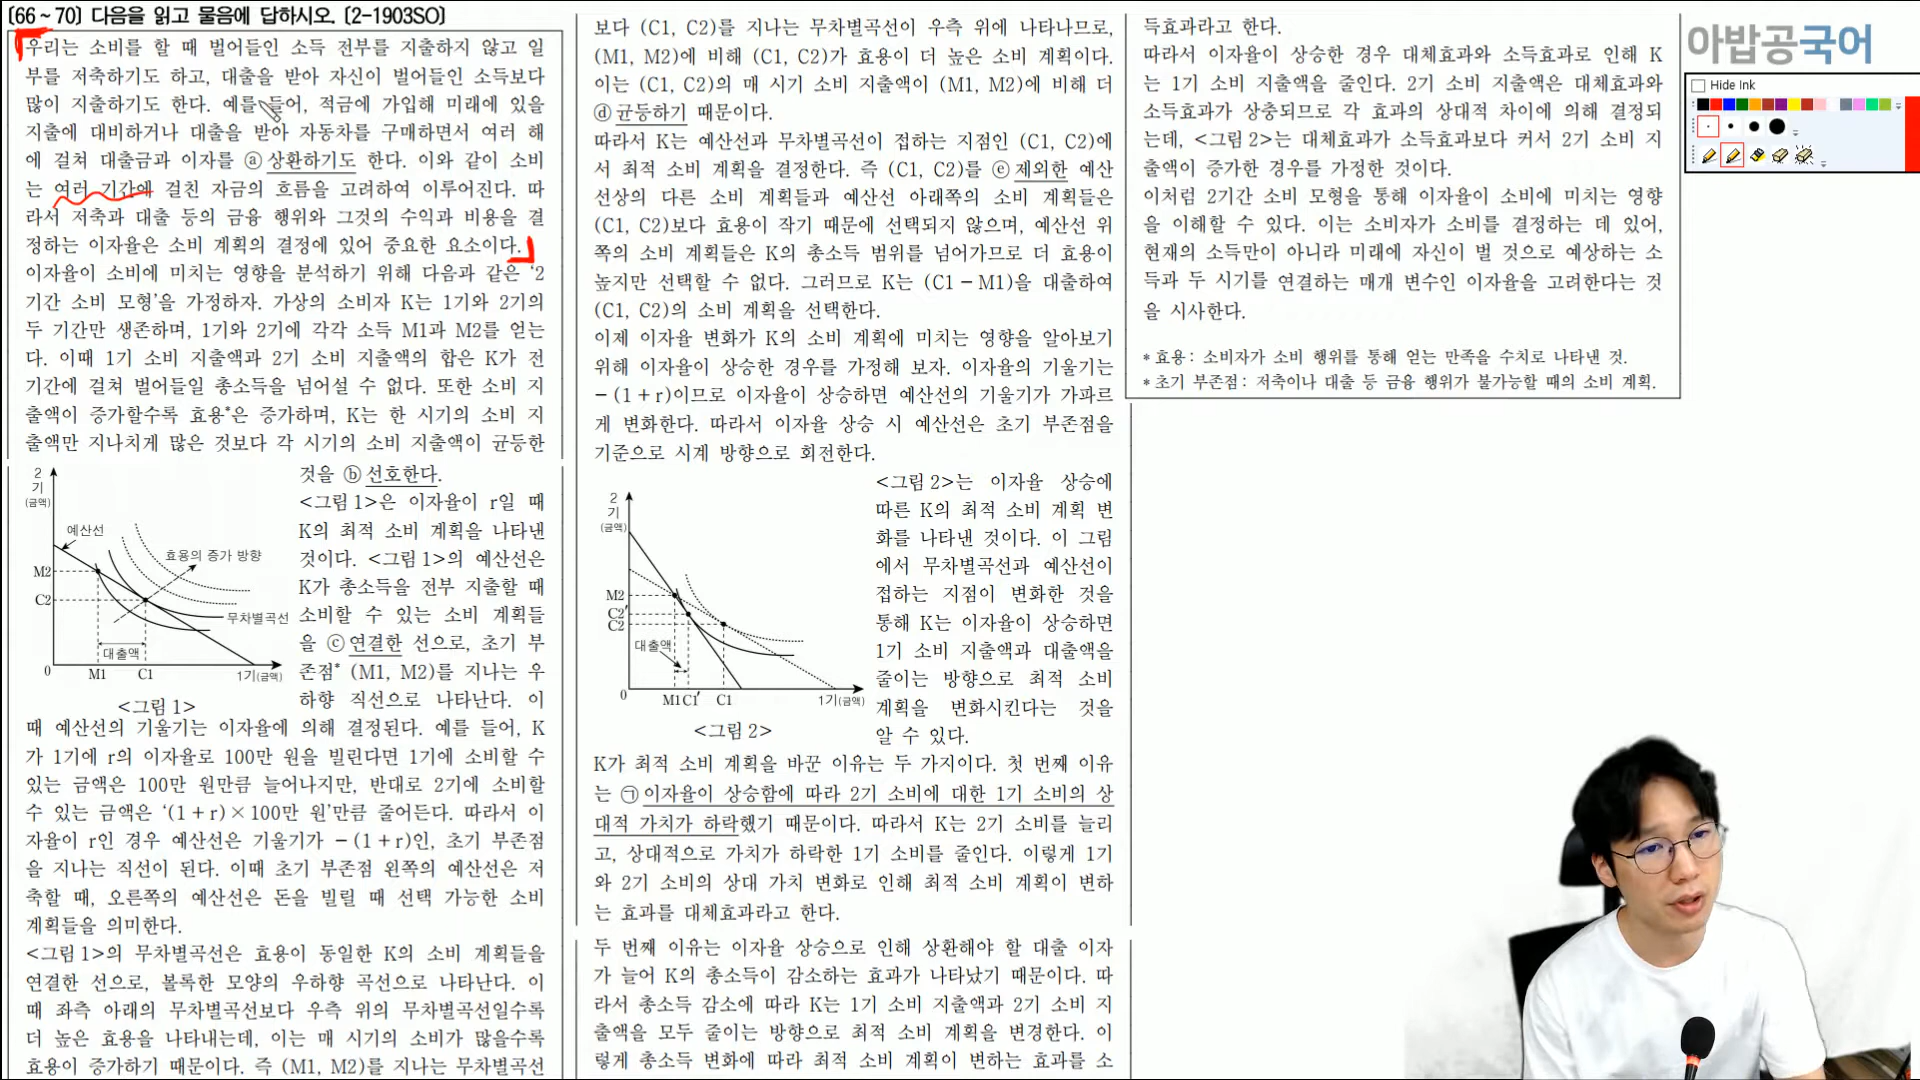 [66～70] 다음을 읽고 물음에 답하시오. [2-1903SO]
우리는 소비를 할 때 벌어들인 소득 전부를 지출하지 않고 일
부를 저축하기도 하고, 대출을 받아 자신이 벌어들인 소득보다
많이 지출하기도 한다. 예를 들어, 적금에 가입해 미래에 있을
지출에 대비하거나 대출을 받아 자동차를 구매하면서 여러 해
에 걸쳐 대출금과 이자를 ⓐ 상환하기도 한다. 이와 같이 소비
는 여러 기간에 걸친 자금의 흐름을 고려하여 이루어진다. 따
라서 저축과 대출 등의 금융 행위와 그것의 수익과 비용을 결
정하는 이자율은 소비 계획의 결정에 있어 중요한 요소이다.
이자율이 소비에 미치는 영향을 분석하기 위해 다음과 같은 ‘2
기간 소비 모형’을 가정하자. 가상의 소비자 K는 1기와 2기의
두 기간만 생존하며, 1기와 2기에 각각 소득 M1과 M2를 얻는
다. 이때 1기 소비 지출액과 2기 소비 지출액의 합은 K가 전
기간에 걸쳐 벌어들일 총소득을 넘어설 수 없다. 또한 소비 지
출액이 증가할수록 효용*은 증가하며, K는 한 시기의 소비 지
출액만 지나치게 많은 것보다 각 시기의 소비 지출액이 균등한
것을 ⓑ 선호한다.
<그림 1>은 이자율이 r일 때
K의 최적 소비 계획을 나타낸
것이다. <그림 1>의 예산선은
K가 총소득을 전부 지출할 때
소비할 수 있는 소비 계획들
을 ⓒ 연결한 선으로, 초기 부
존점* (M1, M2)를 지나는 우
하향 직선으로 나타난다. 이
2
기
(금액)
예산선
효용의 증가 방향
M2
C2
무차별곡선
대출액
0
M1
C1
1기(금액)
<그림 1>
때 예산선의 기울기는 이자율에 의해 결정된다. 예를 들어, K
가 1기에 r의 이자율로 100만 원을 빌린다면 1기에 소비할 수
있는 금액은 100만 원만큼 늘어나지만, 반대로 2기에 소비할
수 있는 금액은 ‘(1+r)×100만 원’만큼 줄어든다. 따라서 이
자율이 r인 경우 예산선은 기울기가 −(1+r)인, 초기 부존점
을 지나는 직선이 된다. 이때 초기 부존점 왼쪽의 예산선은 저
축할 때, 오른쪽의 예산선은 돈을 빌릴 때 선택 가능한 소비
계획들을 의미한다.
<그림 1>의 무차별곡선은 효용이 동일한 K의 소비 계획들을
연결한 선으로, 볼록한 모양의 우하향 곡선으로 나타난다. 이
때 좌측 아래의 무차별곡선보다 우측 위의 무차별곡선일수록
더 높은 효용을 나타내는데, 이는 매 시기의 소비가 많을수록
효용이 증가하기 때문이다. 즉 (M1, M2)를 지나는 무차별곡선
보다 (C1, C2)를 지나는 무차별곡선이 우측 위에 나타나므로,
(M1, M2)에 비해 (C1, C2)가 효용이 더 높은 소비 계획이다.
이는 (C1, C2)의 매 시기 소비 지출액이 (M1, M2)에 비해 더
ⓓ 균등하기 때문이다.
따라서 K는 예산선과 무차별곡선이 접하는 지점인 (C1, C2)에
서 최적 소비 계획을 결정한다. 즉 (C1, C2)를 ⓔ 제외한 예산
선상의 다른 소비 계획들과 예산선 아래쪽의 소비 계획들은
(C1, C2)보다 효용이 작기 때문에 선택되지 않으며, 예산선 위
쪽의 소비 계획들은 K의 총소득 범위를 넘어가므로 더 효용이
높지만 선택할 수 없다. 그러므로 K는 (C1−M1)을 대출하여
(C1, C2)의 소비 계획을 선택한다.
이제 이자율 변화가 K의 소비 계획에 미치는 영향을 알아보기
위해 이자율이 상승한 경우를 가정해 보자. 이자율의 기울기는
−(1+r)이므로 이자율이 상승하면 예산선의 기울기가 가파르
게 변화한다. 따라서 이자율 상승 시 예산선은 초기 부존점을
기준으로 시계 방향으로 회전한다.
<그림 2>는 이자율 상승에
따른 K의 최적 소비 계획 변
화를 나타낸 것이다. 이 그림
에서 무차별곡선과 예산선이
접하는 지점이 변화한 것을
통해 K는 이자율이 상승하면
1기 소비 지출액과 대출액을
줄이는 방향으로 최적 소비
계획을 변화시킨다는 것을
알 수 있다.
2
기
(금액)
M2
C2′
C2
대출액
0
M1
C1′
C1
1기(금액)
<그림 2>
K가 최적 소비 계획을 바꾼 이유는 두 가지이다. 첫 번째 이유
는 ㉠ 이자율이 상승함에 따라 2기 소비에 대한 1기 소비의 상
대적 가치가 하락했기 때문이다. 따라서 K는 2기 소비를 늘리
고, 상대적으로 가치가 하락한 1기 소비를 줄인다. 이렇게 1기
와 2기 소비의 상대 가치 변화로 인해 최적 소비 계획이 변하
는 효과를 대체효과라고 한다.
두 번째 이유는 이자율 상승으로 인해 상환해야 할 대출 이자
가 늘어 K의 총소득이 감소하는 효과가 나타났기 때문이다. 따
라서 총소득 감소에 따라 K는 1기 소비 지출액과 2기 소비 지
출액을 모두 줄이는 방향으로 최적 소비 계획을 변경한다. 이
렇게 총소득 변화에 따라 최적 소비 계획이 변하는 효과를 소
득효과라고 한다.
따라서 이자율이 상승한 경우 대체효과와 소득효과로 인해 K
는 1기 소비 지출액을 줄인다. 2기 소비 지출액은 대체효과와
소득효과가 상충되므로 각 효과의 상대적 차이에 의해 결정되
는데, <그림 2>는 대체효과가 소득효과보다 커서 2기 소비 지
출액이 증가한 경우를 가정한 것이다.
이처럼 2기간 소비 모형을 통해 이자율이 소비에 미치는 영향
을 이해할 수 있다. 이는 소비자가 소비를 결정하는 데 있어,
현재의 소득만이 아니라 미래에 자신이 벌 것으로 예상하는 소
득과 두 시기를 연결하는 매개 변수인 이자율을 고려한다는 것
을 시사한다.
* 효용 : 소비자가 소비 행위를 통해 얻는 만족을 수치로 나타낸 것.
* 초기 부존점 : 저축이나 대출 등 금융 행위가 불가능할 때의 소비 계획.
아밥공국어
Hide Ink